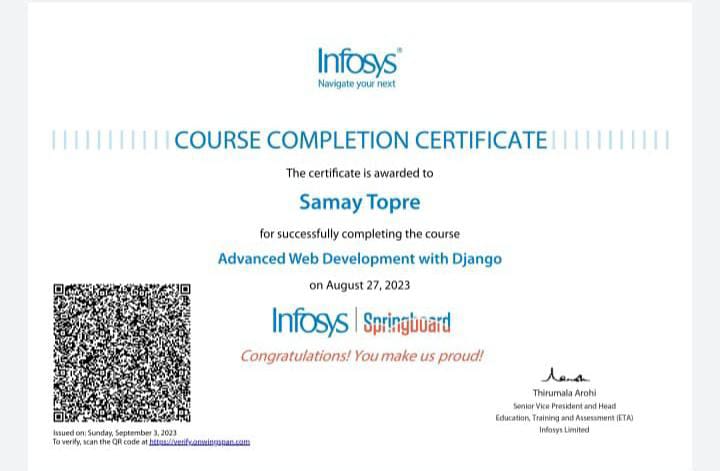 Infosys®
Navigate your next
COURSE COMPLETION CERTIFICATE
The certificate is awarded to
Samay Topre
for successfully completing the course
Advanced Web Development with Django
on August 27, 2023
Infosys | Springboard
Congratulations! You make us proud!
Thirumala Arohi
Senior Vice President and Head
Education, Training and Assessment (ETA)
Infosys Limited
Issued on: Sunday, September 3, 2023
To verify, scan the QR code at https://verify.onwingspan.com